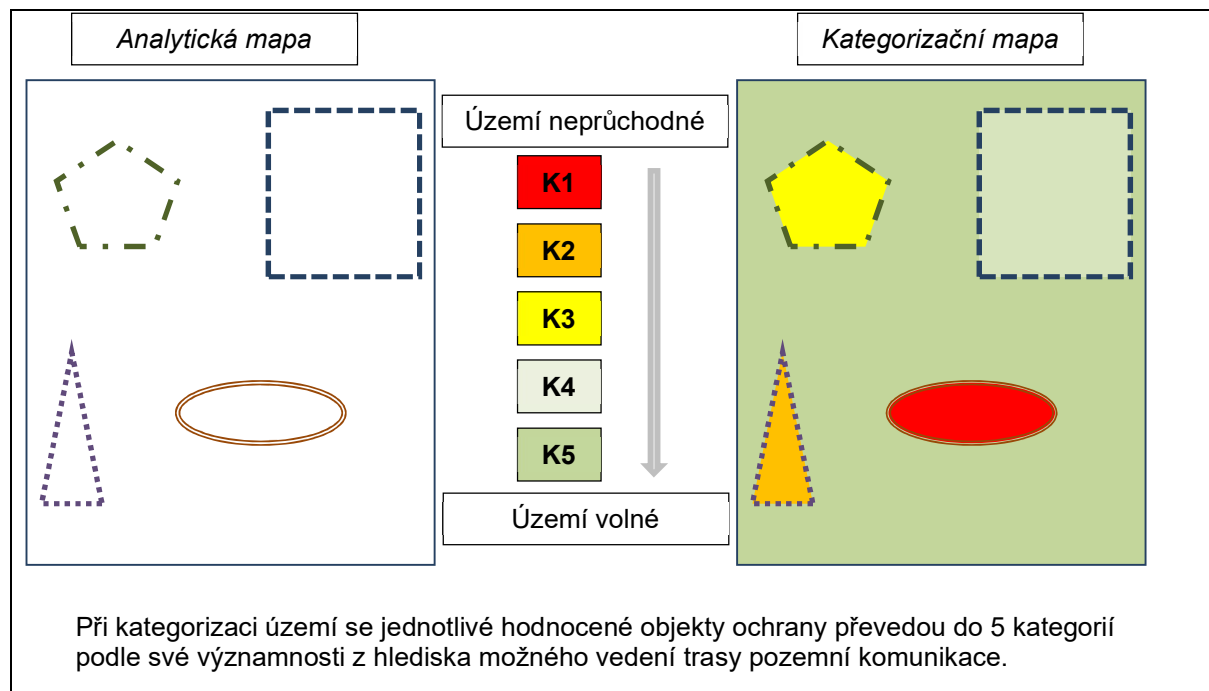 Analytická mapa
Kategorizační mapa
Území neprůchodné
K1
K2
K3
K4
K5
Území volné
Při kategorizaci území se jednotlivé hodnocené objekty ochrany převedou do 5 kategorií
podle své významnosti z hlediska možného vedení trasy pozemní komunikace.